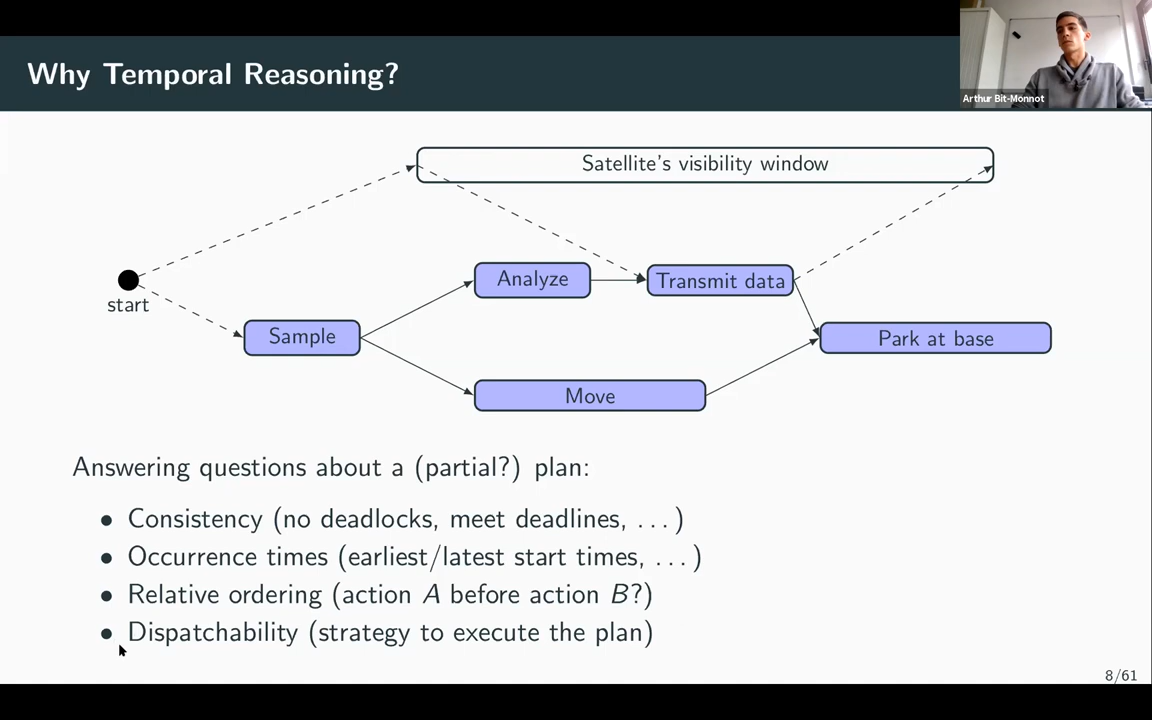 Why Temporal Reasoning?
Arthur Bit-Monnot
Satellite's visibility window
Analyze
Transmit data
start
Sample
Park at base
Move
Answering questions about a (partial?) plan:
• Consistency (no deadlocks, meet deadlines, ...)
• Occurrence times (earliest/latest start times, ...)
• Relative ordering (action A before action B?)
• Dispatchability (strategy to execute the plan)
8/61